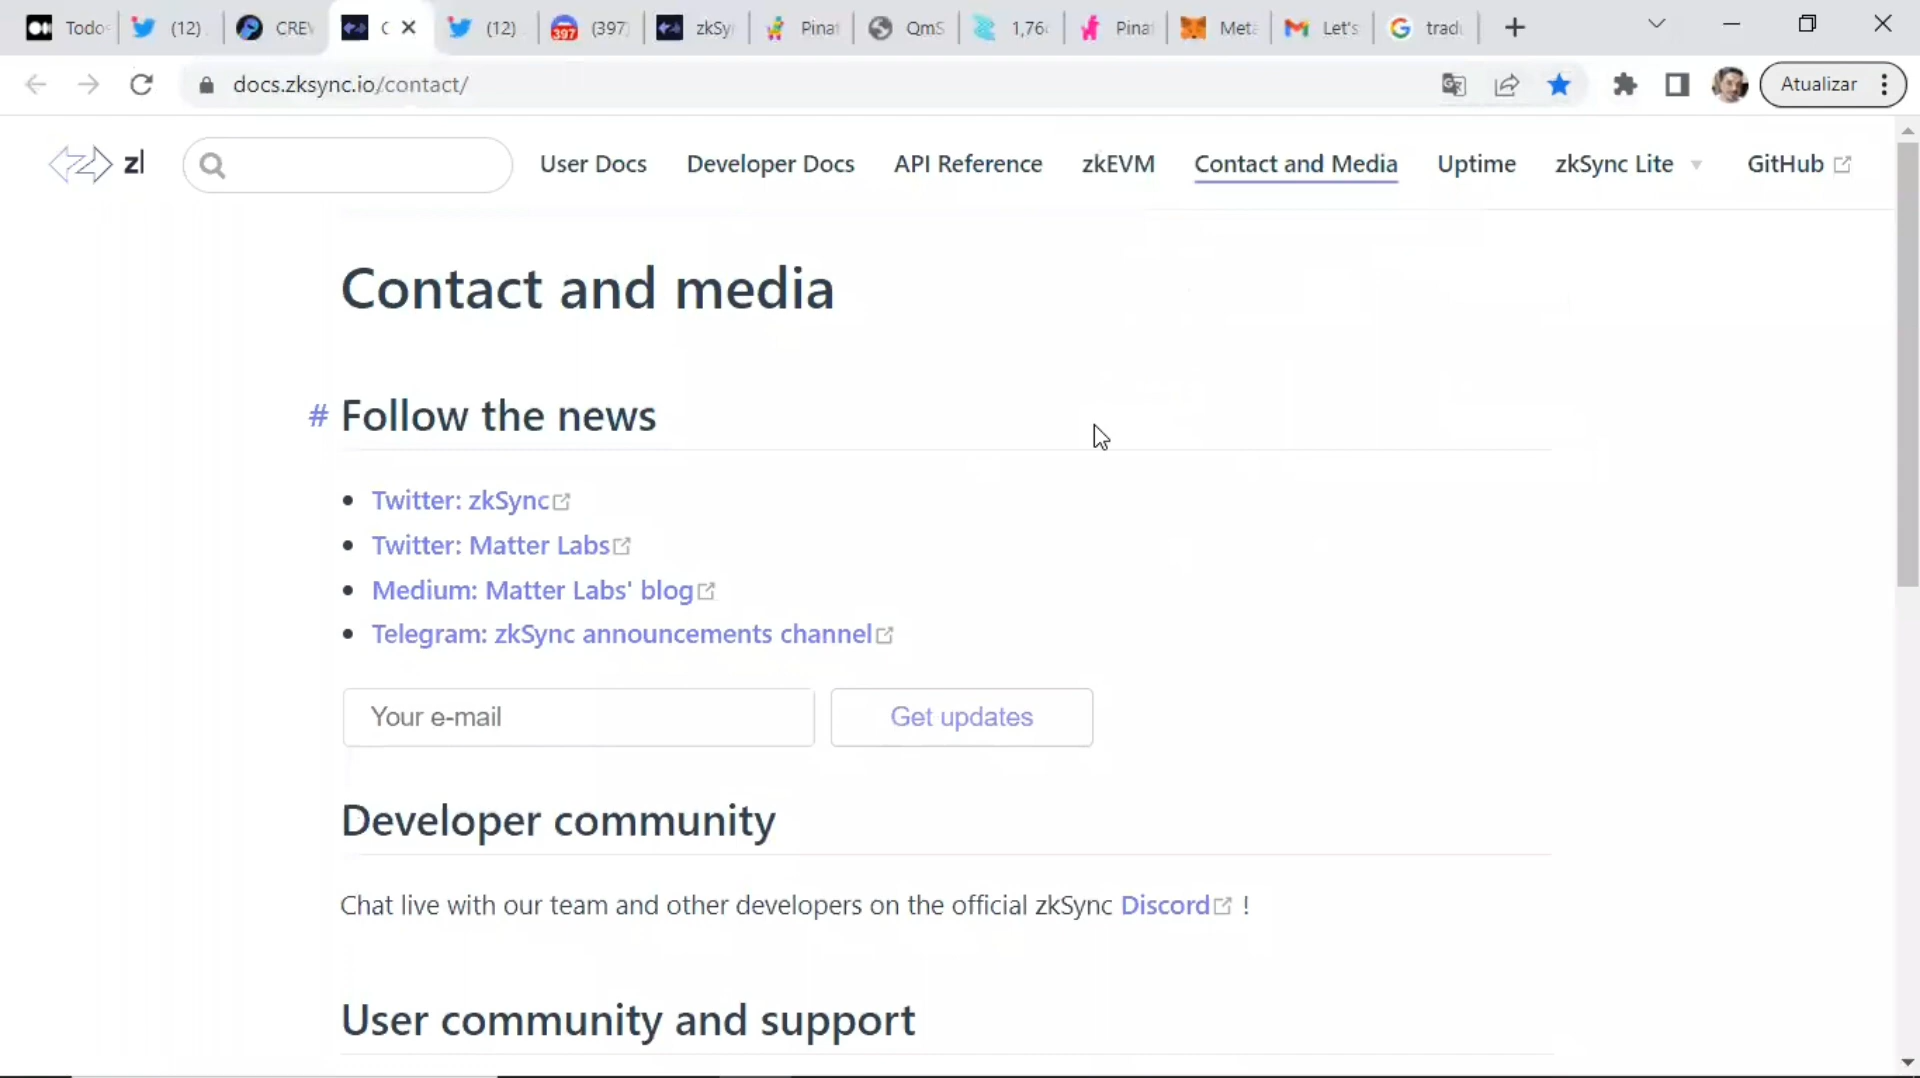 Todo (12) CREV C (12) (397) zkSy Pina QmS 1,76 Pina Meta Let's trad
docs.zksync.io/contact/ Atualizar
zl User Docs Developer Docs API Reference zkEVM Contact and Media Uptime zkSync Lite GitHub
Contact and media
# Follow the news
Twitter: zkSync
Twitter: Matter Labs
Medium: Matter Labs' blog
Telegram: zkSync announcements channel
Your e-mail Get updates
Developer community
Chat live with our team and other developers on the official zkSync Discord !
User community and support